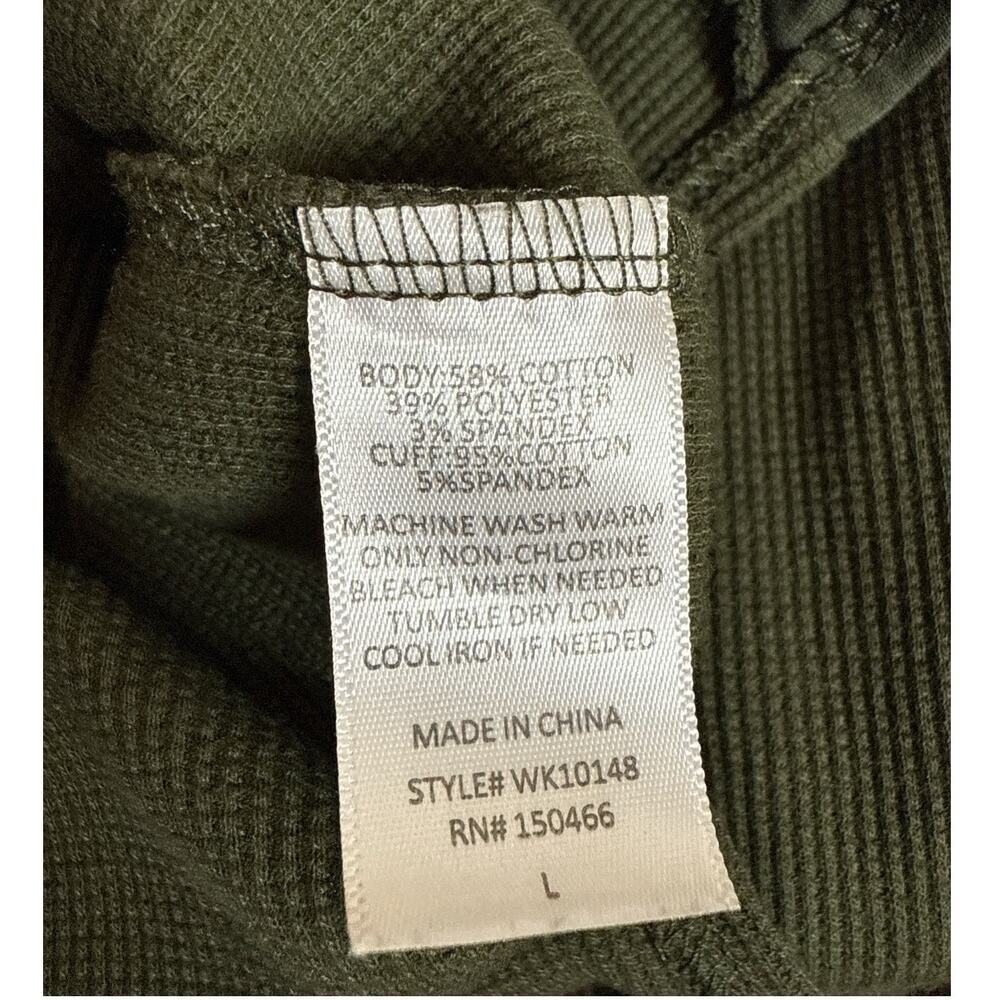 BODY:58% COTTON
39% POLYESTER
3% SPANDEX
CUFF:95%COTTON
5%SPANDEX
MACHINE WASH WARM
ONLY NON-CHLORINE
BLEACH WHEN NEEDED
TUMBLE DRY LOW
COOL IRON IF NEEDED
MADE IN CHINA
STYLE# WK10148
RN# 150466
L